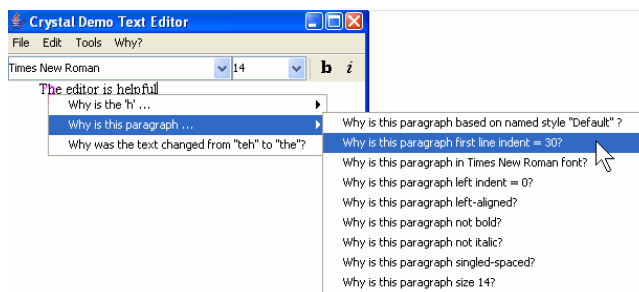 Crystal Demo Text Editor
File Edit Tools Why?
Times New Roman 14 b i
The editor is helpful
Why is the 'h' ...
Why is this paragraph ...
Why was the text changed from "teh" to "the"?
Why is this paragraph based on named style "Default" ?
Why is this paragraph first line indent = 30?
Why is this paragraph in Times New Roman font?
Why is this paragraph left indent = 0?
Why is this paragraph left-aligned?
Why is this paragraph not bold?
Why is this paragraph not italic?
Why is this paragraph singled-spaced?
Why is this paragraph size 14?